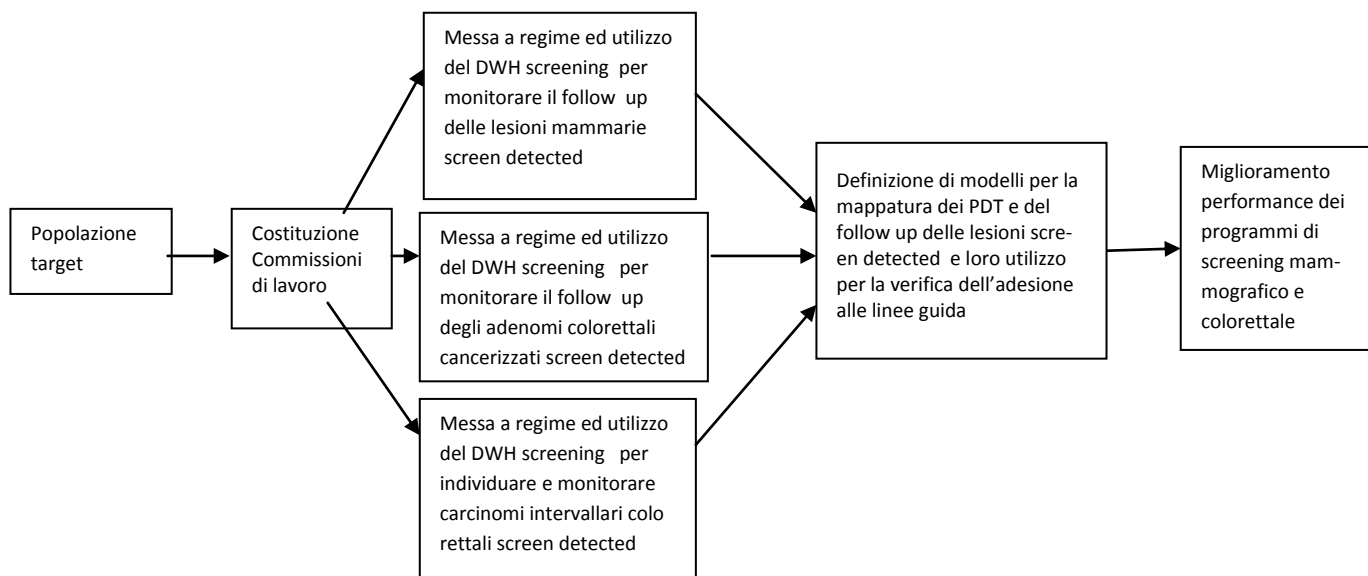 Popolazione
target
Costituzione
Commissioni
di lavoro
Messa a regime ed utilizzo
del DWH screening per
monitorare il follow up
delle lesioni mammarie
screen detected
Messa a regime ed utilizzo
del DWH screening per
monitorare il follow up
degli adenomi colorettali
cancerizzati screen detected
Messa a regime ed utilizzo
del DWH screening per
individuare e monitorare
carcinomi intervallari colo
rettali screen detected
Definizione di modelli per la
mappatura dei PDT e del
follow up delle lesioni scre-
en detected e loro utilizzo
per la verifica dell’adesione
alle linee guida
Miglioramento
performance dei
programmi di
screening mam-
mografico e
colorettale